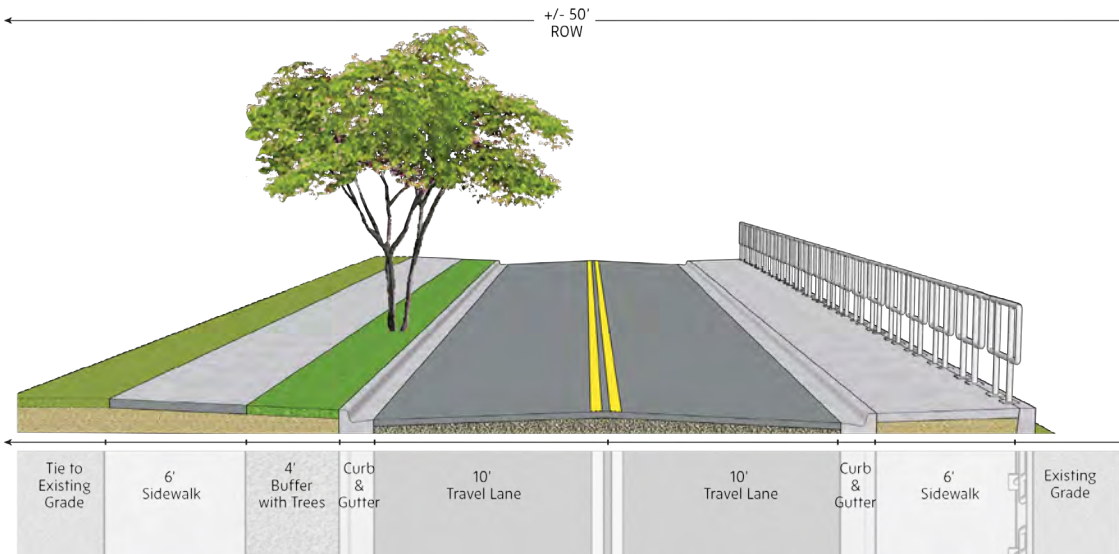 +/- 50'
ROW
Tie to
Existing
Grade
6'
Sidewalk
4'
Buffer
with Trees
Curb
&
Gutter
10'
Travel Lane
10'
Travel Lane
Curb
&
Gutter
6'
Sidewalk
Existing
Grade